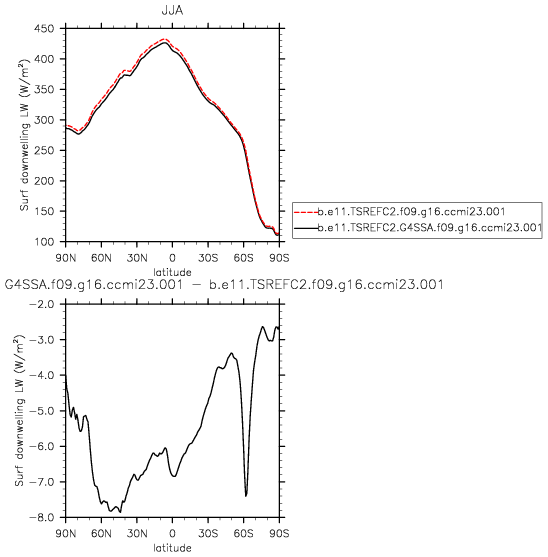 JJA
Surf downwelling LW (W/m²)
450
400
350
300
250
200
150
100
90N 60N 30N 0 30S 60S 90S
latitude
b.e11.TSREFC2.f09.g16.ccmi23.001
b.e11.TSREFC2.G4SSA.f09.g16.ccmi23.001
G4SSA.f09.g16.ccmi23.001 − b.e11.TSREFC2.f09.g16.ccmi23.001
Surf downwelling LW (W/m²)
−2.0
−3.0
−4.0
−5.0
−6.0
−7.0
−8.0
90N 60N 30N 0 30S 60S 90S
latitude